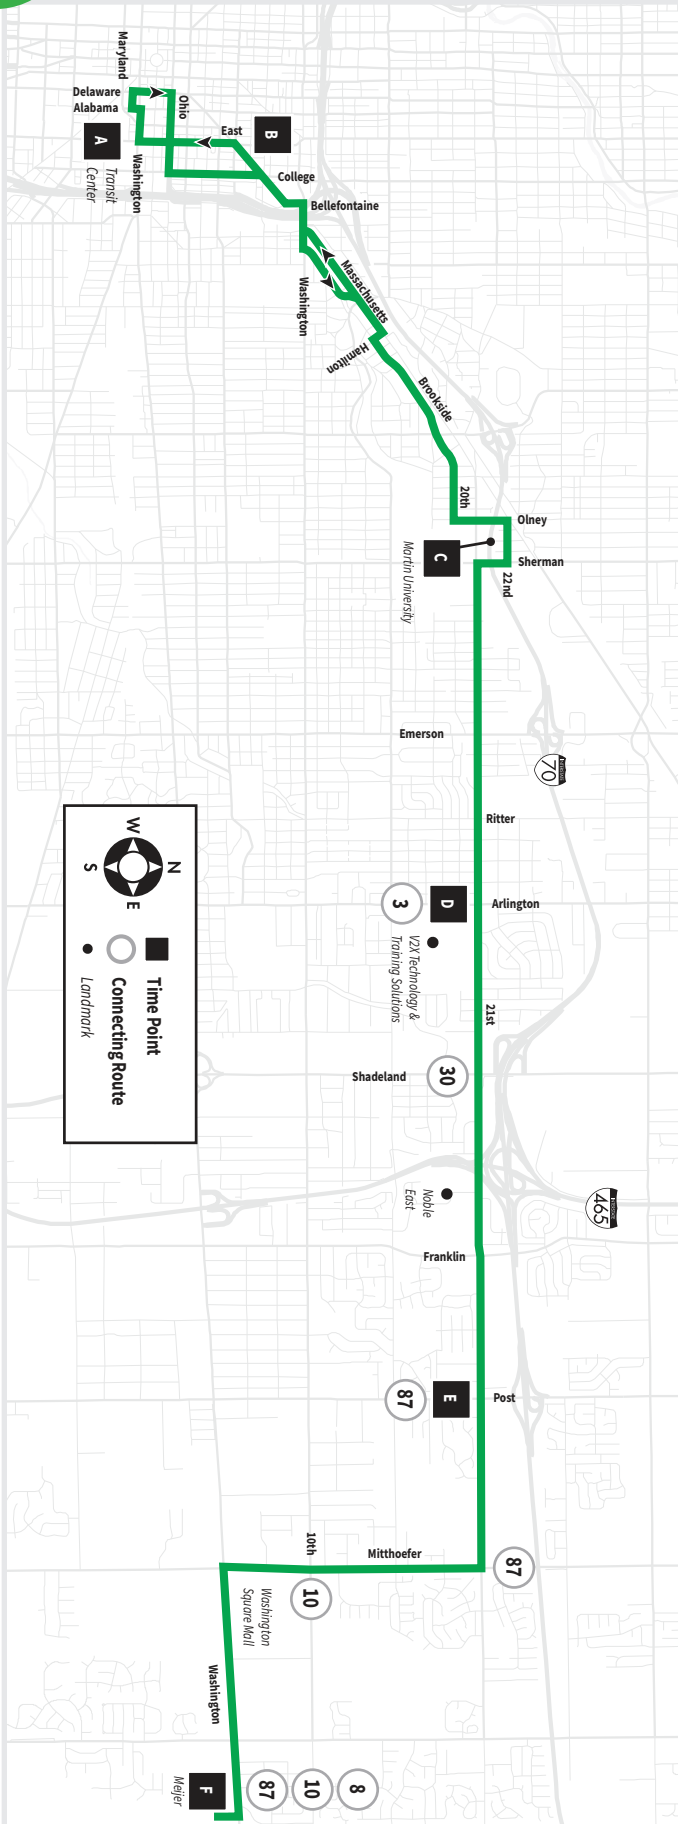 Maryland
Delaware
Alabama
Ohio
A
Transit
Center
Washington
East
B
College
Bellefontaine
Massachusetts
Washington
Hamilton
Brookside
20th
Olney
C
Martin University
Sherman
22nd
Emerson
INTERSTATE
70
Ritter
D
3
Arlington
V2X Technology &
Training Solutions
21st
Shadeland
30
N
W
E
S
Time Point
Connecting Route
Landmark
Noble
East
INTERSTATE
465
Franklin
E
87
Post
10th
Mitthoefer
87
10
Washington
Square Mall
Washington
F
Meijer
87
10
8